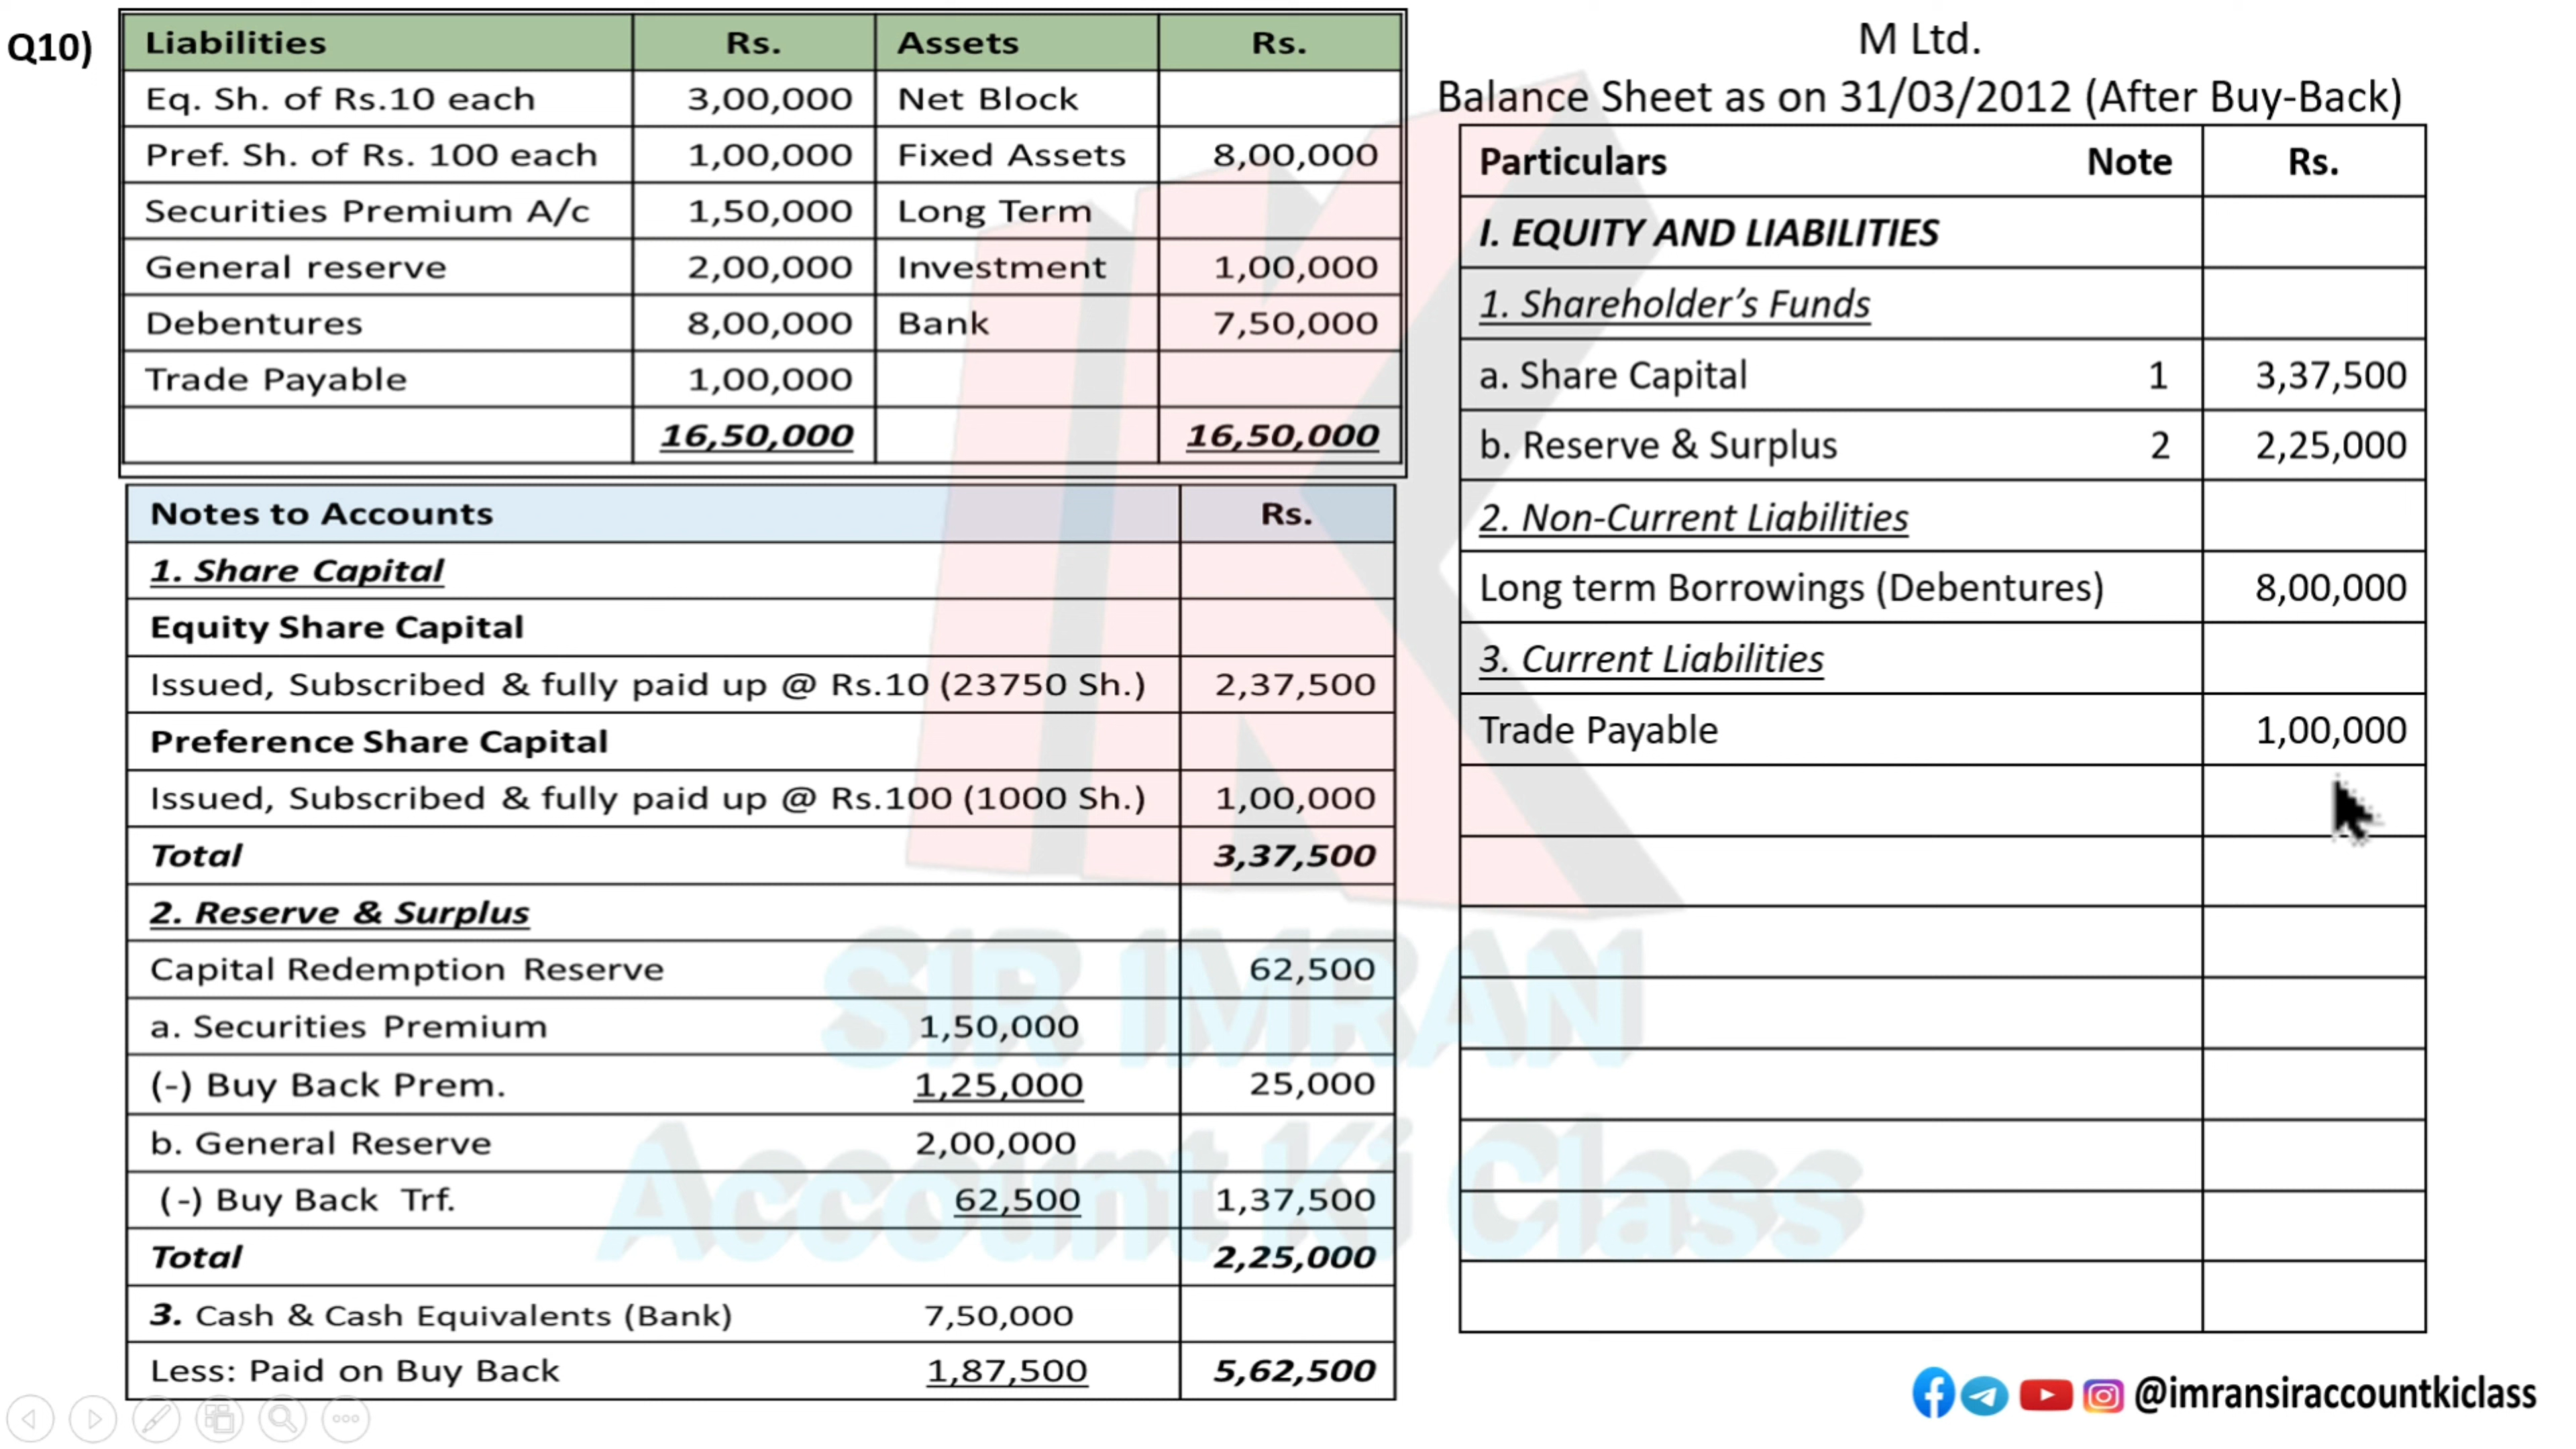 Q10)
Liabilities Rs. Assets Rs.
Eq. Sh. of Rs.10 each 3,00,000 Net Block
Pref. Sh. of Rs. 100 each 1,00,000 Fixed Assets 8,00,000
Securities Premium A/c 1,50,000 Long Term
General reserve 2,00,000 Investment 1,00,000
Debentures 8,00,000 Bank 7,50,000
Trade Payable 1,00,000
16,50,000 16,50,000
Notes to Accounts Rs.
1. Share Capital
Equity Share Capital
Issued, Subscribed & fully paid up @ Rs.10 (23750 Sh.) 2,37,500
Preference Share Capital
Issued, Subscribed & fully paid up @ Rs.100 (1000 Sh.) 1,00,000
Total 3,37,500
2. Reserve & Surplus
Capital Redemption Reserve 62,500
a. Securities Premium 1,50,000
(-) Buy Back Prem. 1,25,000 25,000
b. General Reserve 2,00,000
(-) Buy Back Trf. 62,500 1,37,500
Total 2,25,000
3. Cash & Cash Equivalents (Bank) 7,50,000
Less: Paid on Buy Back 1,87,500 5,62,500
M Ltd.
Balance Sheet as on 31/03/2012 (After Buy-Back)
Particulars Note Rs.
I. EQUITY AND LIABILITIES
1. Shareholder's Funds
a. Share Capital 1 3,37,500
b. Reserve & Surplus 2 2,25,000
2. Non-Current Liabilities
Long term Borrowings (Debentures) 8,00,000
3. Current Liabilities
Trade Payable 1,00,000
SIR IMRAN
Account Ki Class
@imransiraccountkiclass